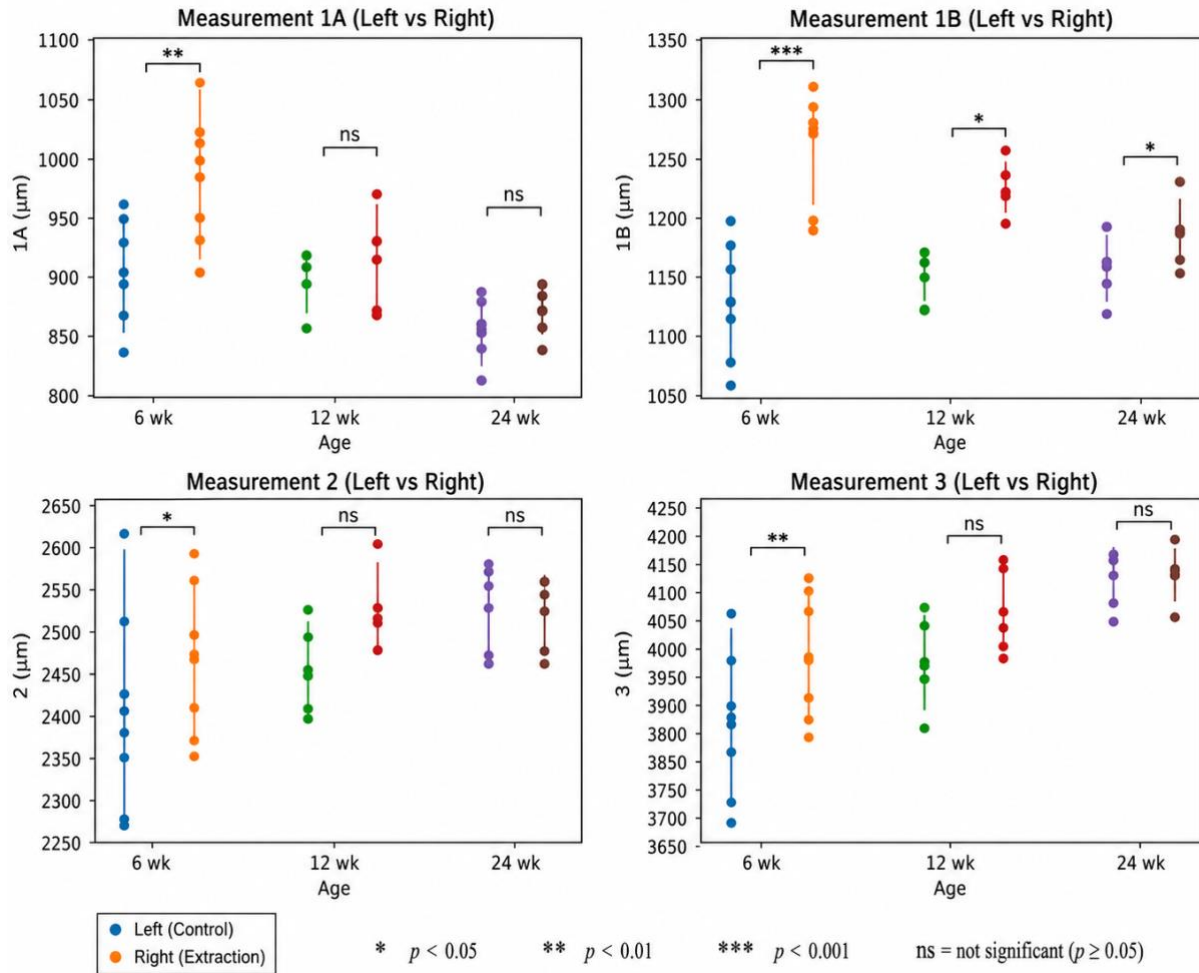 Measurement 1A (Left vs Right)
1A (μm)
1100
1050
1000
950
900
850
800
**
ns
ns
6 wk
12 wk
24 wk
Age
Measurement 1B (Left vs Right)
1B (μm)
1350
1300
1250
1200
1150
1100
1050
***
*
*
6 wk
12 wk
24 wk
Age
Measurement 2 (Left vs Right)
2 (μm)
2650
2600
2550
2500
2450
2400
2350
2300
2250
*
ns
ns
6 wk
12 wk
24 wk
Age
Measurement 3 (Left vs Right)
3 (μm)
4250
4200
4150
4100
4050
4000
3950
3900
3800
3850
3750
3700
3650
**
ns
ns
6 wk
12 wk
24 wk
Age
Left (Control)
Right (Extraction)
* p < 0.05 ** p < 0.01 *** p < 0.001 ns = not significant (p ≥ 0.05)